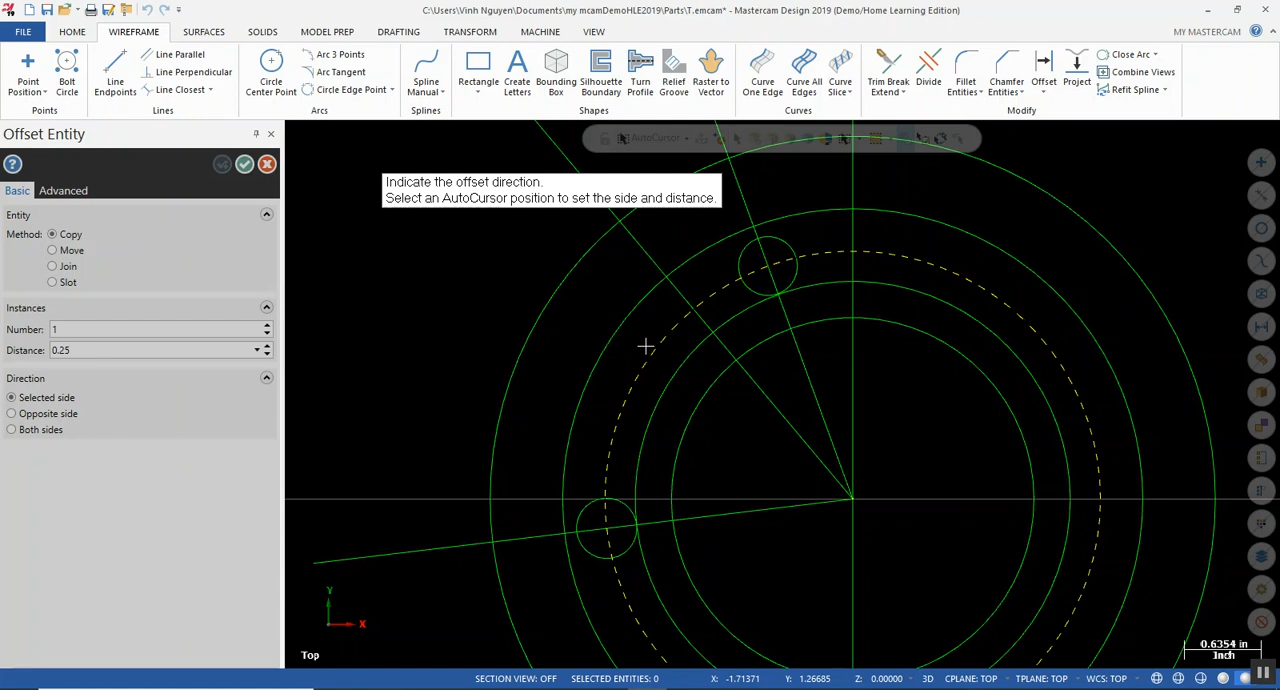 C:\Users\Vinh Nguyen\Documents\my mcamDemoHLE2019\Parts\T.emcam* - Mastercam Design 2019 (Demo/Home Learning Edition)
FILE HOME WIREFRAME SURFACES SOLIDS MODEL PREP DRAFTING TRANSFORM MACHINE VIEW MY MASTERCAM
Point Position
Bolt Circle
Points
Line Endpoints
Line Parallel
Line Perpendicular
Line Closest
Lines
Circle Center Point
Arc 3 Points
Arc Tangent
Circle Edge Point
Arcs
Spline Manual
Splines
Rectangle
Create Letters
Bounding Box
Silhouette Boundary
Turn Profile
Relief Groove
Raster to Vector
Shapes
Curve One Edge
Curve All Edges
Curve Slice
Curves
Trim Break Extend
Divide
Fillet Entities
Chamfer Entities
Offset
Project
Close Arc
Combine Views
Refit Spline
Modify
Offset Entity
Basic Advanced
Entity
Method: Copy
Move
Join
Slot
Instances
Number: 1
Distance: 0.25
Direction
Selected side
Opposite side
Both sides
AutoCursor
Indicate the offset direction.
Select an AutoCursor position to set the side and distance.
Y
X
Top
0.6354 in
Inch
SECTION VIEW: OFF SELECTED ENTITIES: 0 X: -1.71371 Y: 1.26685 Z: 0.00000 3D CPLANE: TOP TPLANE: TOP WCS: TOP